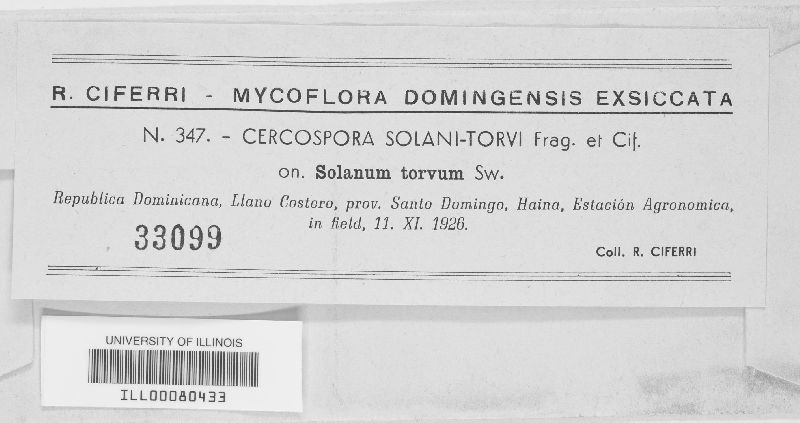 R. CIFERRI - MYCOFLORA DOMINGENSIS EXSICCATA
N. 347. - CERCOSPORA SOLANI-TORVI Frag. et Cif.
on. Solanum torvum Sw.
Republica Dominicana, Llano Costero, prov. Santo Domingo, Haina, Estación Agronomica,
in field, 11. XI. 1926.
33099
Coll. R. CIFERRI
UNIVERSITY OF ILLINOIS
ILL00080433